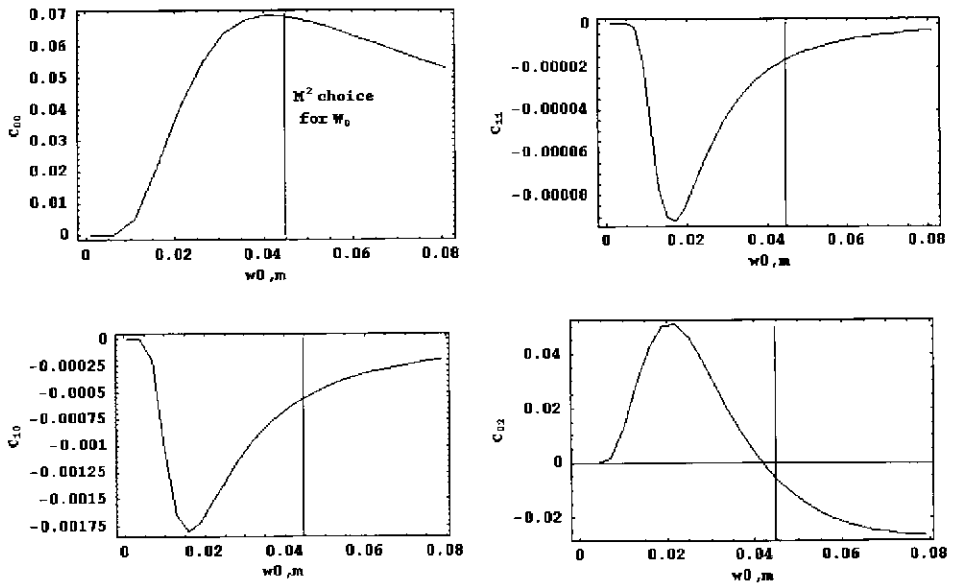 0.07
0.06
0.05
0.04
0.03
0.02
0.01
0
C₀₀
M² choice
for W₀
0 0.02 0.04 0.06 0.08
w0,m
0
-0.00002
-0.00004
-0.00006
-0.00008
C₁₁
0 0.02 0.04 0.06 0.08
w0,m
0
-0.00025
-0.0005
-0.00075
-0.001
-0.00125
-0.0015
-0.00175
C₁₀
0 0.02 0.04 0.06 0.08
w0,m
0.04
0.02
0
-0.02
C₀₂
0 0.02 0.04 0.06 0.08
w0,m